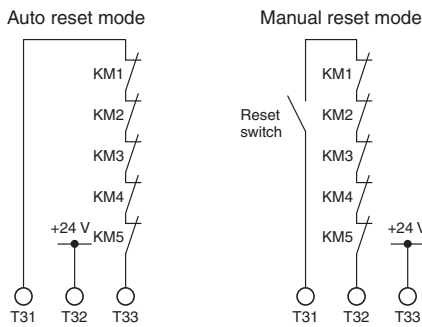 Auto reset mode
KM1
KM2
KM3
KM4
+24 V
KM5
T31
T32
T33
Manual reset mode
KM1
KM2
Reset
switch
KM3
KM4
KM5
+24 V
T31
T32
T33